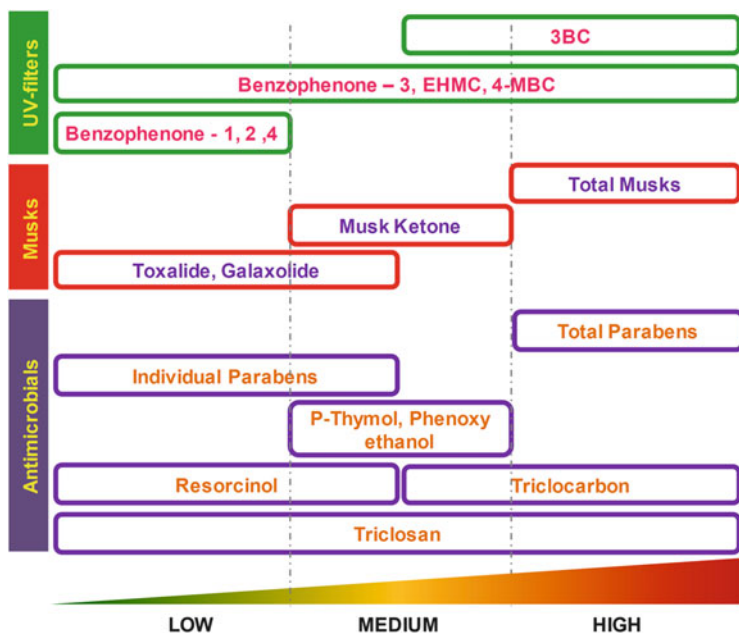 UV-filters
3BC
Benzophenone – 3, EHMC, 4-MBC
Benzophenone - 1, 2 ,4
Musks
Total Musks
Musk Ketone
Toxalide, Galaxolide
Antimicrobials
Total Parabens
Individual Parabens
P-Thymol, Phenoxy
ethanol
Resorcinol
Triclocarbon
Triclosan
LOW
MEDIUM
HIGH